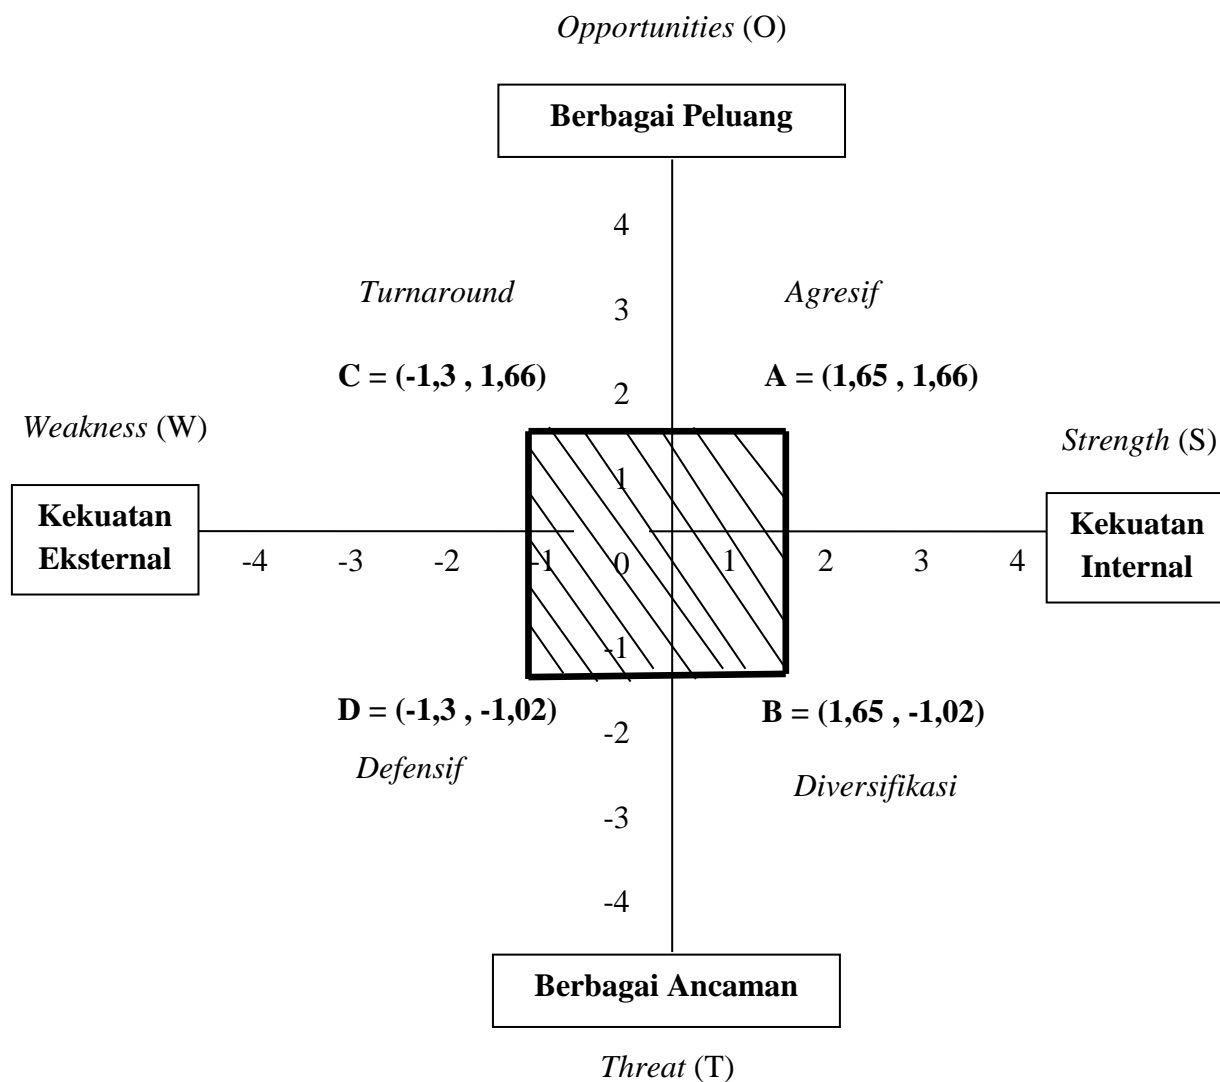 Opportunities (O)
Berbagai Peluang
4
Turnaround
Agresif
3
C = (-1,3 , 1,66)
A = (1,65 , 1,66)
2
Weakness (W)
Strength (S)
1
Kekuatan
Eksternal
Kekuatan
Internal
-4 -3 -2 -1 0 1 2 3 4
-1
D = (-1,3 , -1,02)
B = (1,65 , -1,02)
-2
Defensif
Diversifikasi
-3
-4
Berbagai Ancaman
Threat (T)